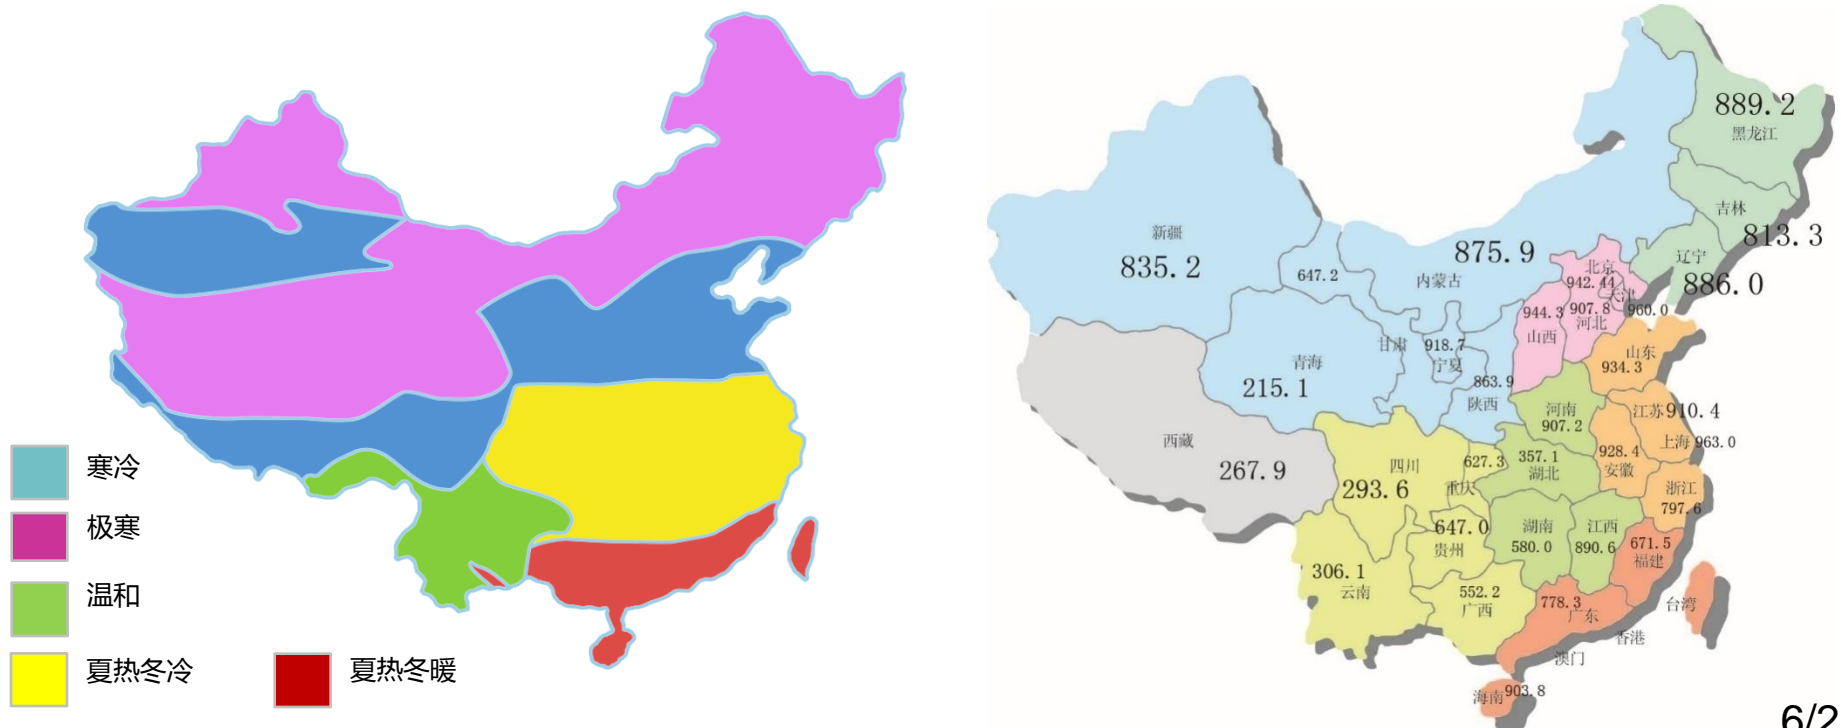 寒冷
极寒
温和
夏热冬冷
夏热冬暖
889.2
黑龙江
吉林
813.3
辽宁
886.0
新疆
835.2
647.2
875.9
内蒙古
北京
942.44
天津
960.0
907.8
河北
944.3
山西
甘肃
918.7
宁夏
863.9
陕西
青海
215.1
山东
934.3
西藏
267.9
河南
907.2
江苏910.4
上海963.0
928.4
安徽
四川
293.6
627.3
重庆
357.1
湖北
浙江
797.6
647.0
贵州
湖南
580.0
江西
890.6
671.5
福建
306.1
云南
552.2
广西
778.3
广东
台湾
香港
澳门
海南903.8
6/2